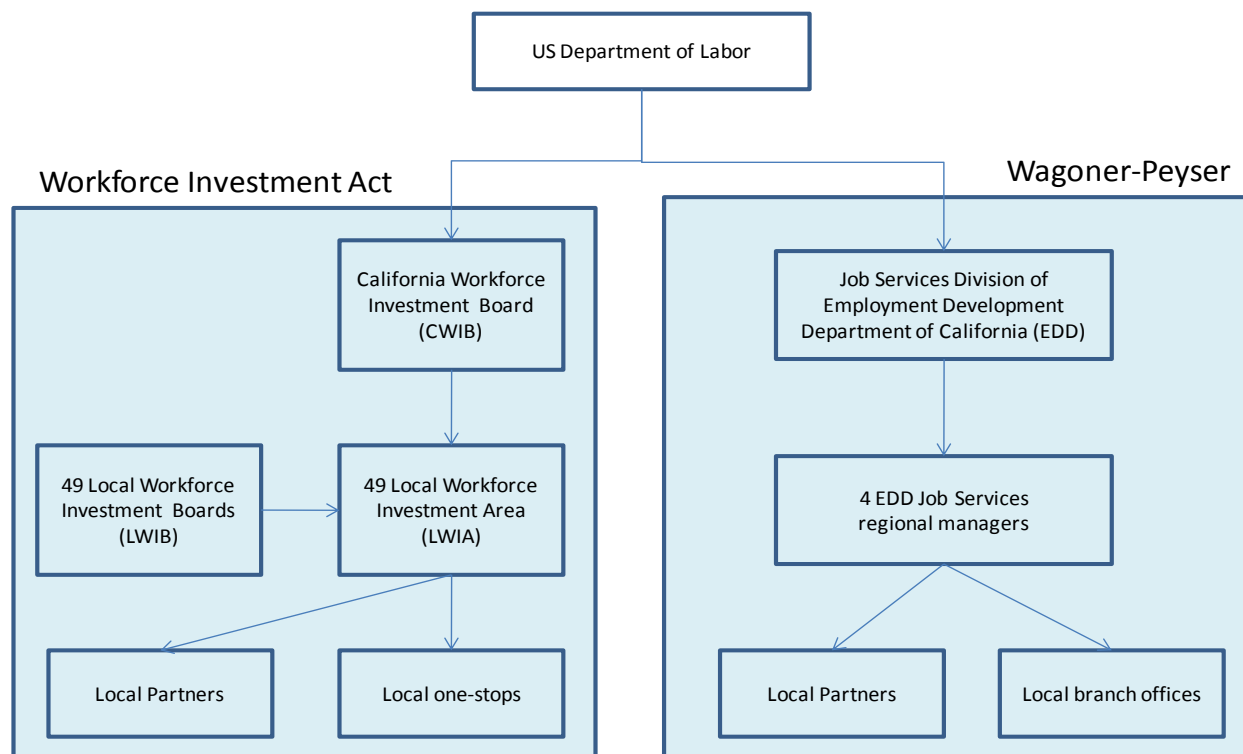 US Department of Labor
Workforce Investment Act
Wagoner-Peyser
California Workforce
Investment Board
(CWIB)
Job Services Division of
Employment Development
Department of California (EDD)
49 Local Workforce
Investment Boards
(LWIB)
49 Local Workforce
Investment Area
(LWIA)
4 EDD Job Services
regional managers
Local Partners
Local one-stops
Local Partners
Local branch offices